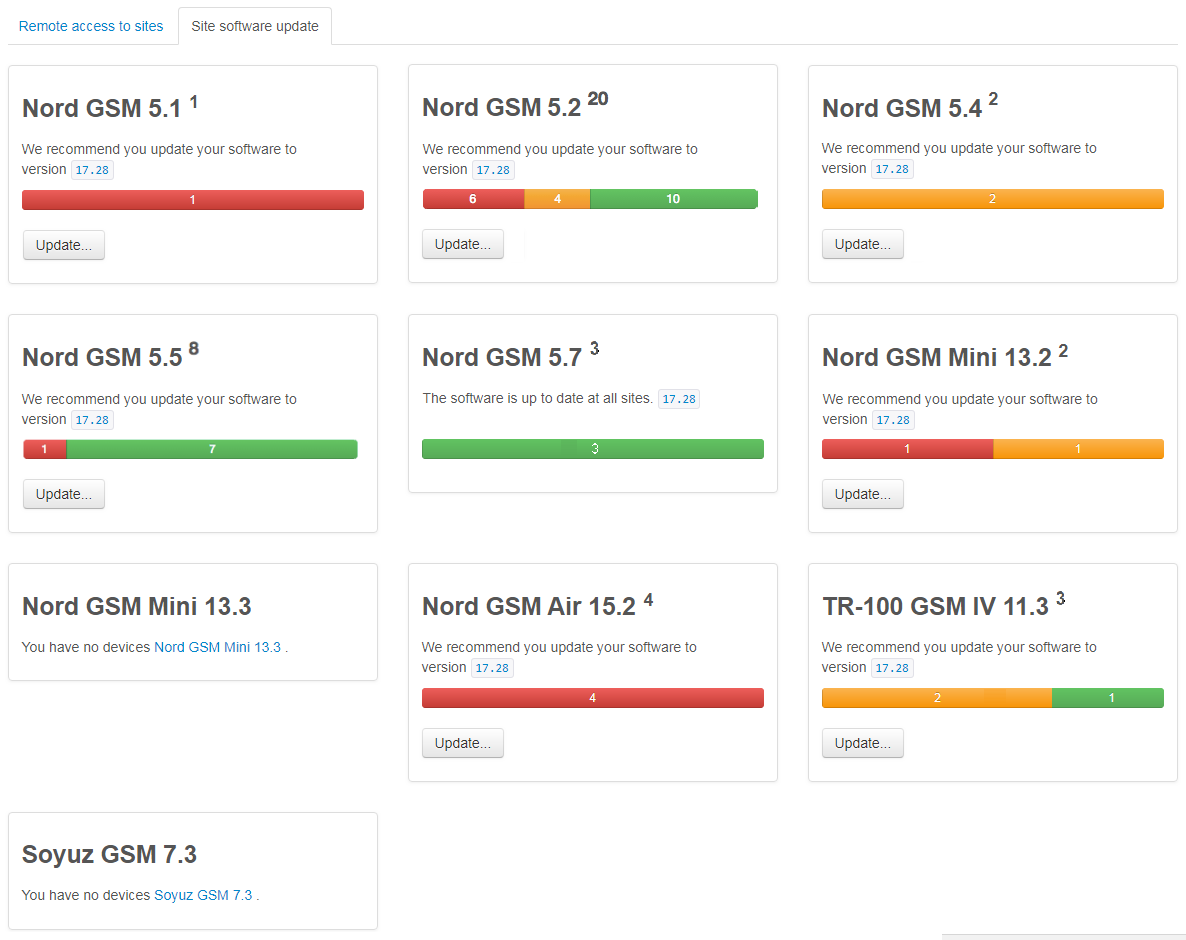 Remote access to sites
Site software update
Nord GSM 5.1 1
We recommend you update your software to
version 17.28
1
Update...
Nord GSM 5.2 20
We recommend you update your software to
version 17.28
6 4 10
Update...
Nord GSM 5.4 2
We recommend you update your software to
version 17.28
2
Update...
Nord GSM 5.5 8
We recommend you update your software to
version 17.28
1 7
Update...
Nord GSM 5.7 3
The software is up to date at all sites. 17.28
3
Nord GSM Mini 13.2 2
We recommend you update your software to
version 17.28
1 1
Update...
Nord GSM Mini 13.3
You have no devices Nord GSM Mini 13.3 .
Nord GSM Air 15.2 4
We recommend you update your software to
version 17.28
4
Update...
TR-100 GSM IV 11.3 3
We recommend you update your software to
version 17.28
2 1
Update...
Soyuz GSM 7.3
You have no devices Soyuz GSM 7.3 .